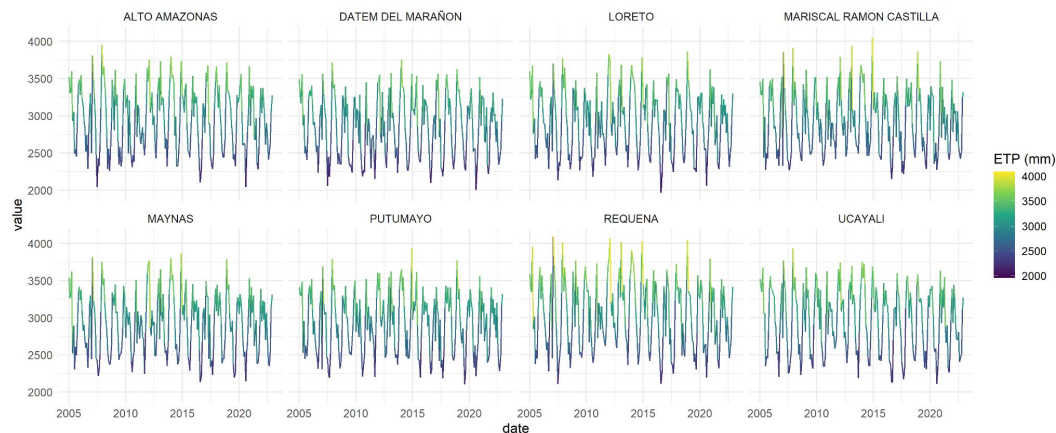 ALTO AMAZONAS
DATEM DEL MARAÑON
LORETO
MARISCAL RAMON CASTILLA
4000
3500
3000
2500
2000
MAYNAS
PUTUMAYO
REQUENA
UCAYALI
4000
3500
3000
2500
2000
2005 2010 2015 2020
2005 2010 2015 2020
2005 2010 2015 2020
2005 2010 2015 2020
date
value
ETP (mm)
4000
3500
3000
2500
2000